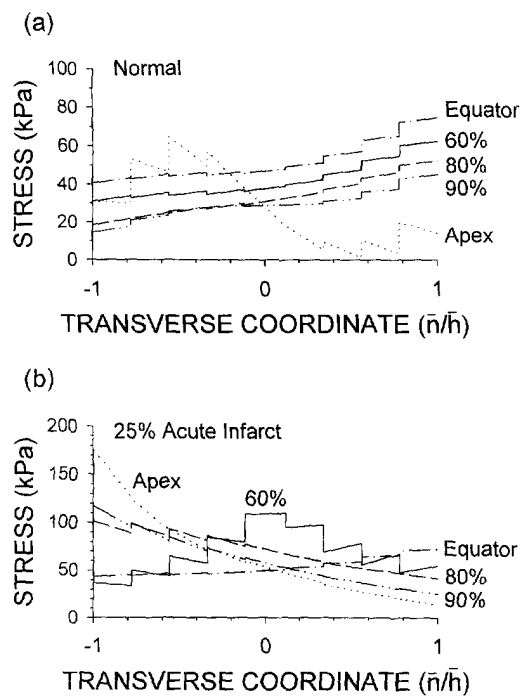 (a)
Normal
100
80
60
40
20
0
STRESS (kPa)
Equator
60%
80%
90%
Apex
-1 0 1
TRANSVERSE COORDINATE (n̄/h̄)
(b)
25% Acute Infarct
200
150
100
50
0
STRESS (kPa)
Apex
60%
Equator
80%
90%
-1 0 1
TRANSVERSE COORDINATE (n̄/h̄)